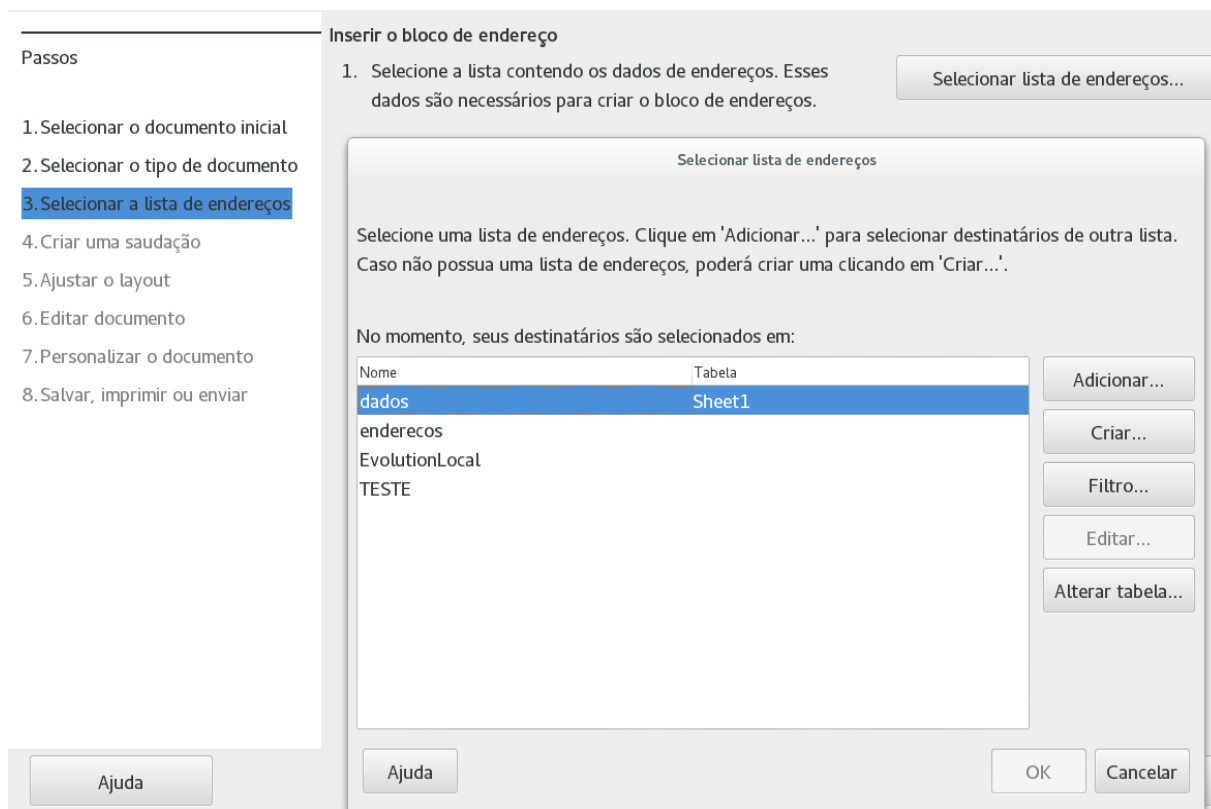 Passos
1.Selecionar o documento inicial
2.Selecionar o tipo de documento
3.Selecionar a lista de endereços
4.Criar uma saudação
5.Ajustar o layout
6.Editar documento
7.Personalizar o documento
8.Salvar, imprimir ou enviar
Ajuda
Inserir o bloco de endereço
1. Selecione a lista contendo os dados de endereços. Esses
dados são necessários para criar o bloco de endereços.
Selecionar lista de endereços...
Selecionar lista de endereços
Selecione uma lista de endereços. Clique em 'Adicionar...' para selecionar destinatários de outra lista.
Caso não possua uma lista de endereços, poderá criar uma clicando em 'Criar...'.
No momento, seus destinatários são selecionados em:
Nome Tabela
dados Sheet1
enderecos
EvolutionLocal
TESTE
Adicionar...
Criar...
Filtro...
Editar...
Alterar tabela...
Ajuda
OK
Cancelar